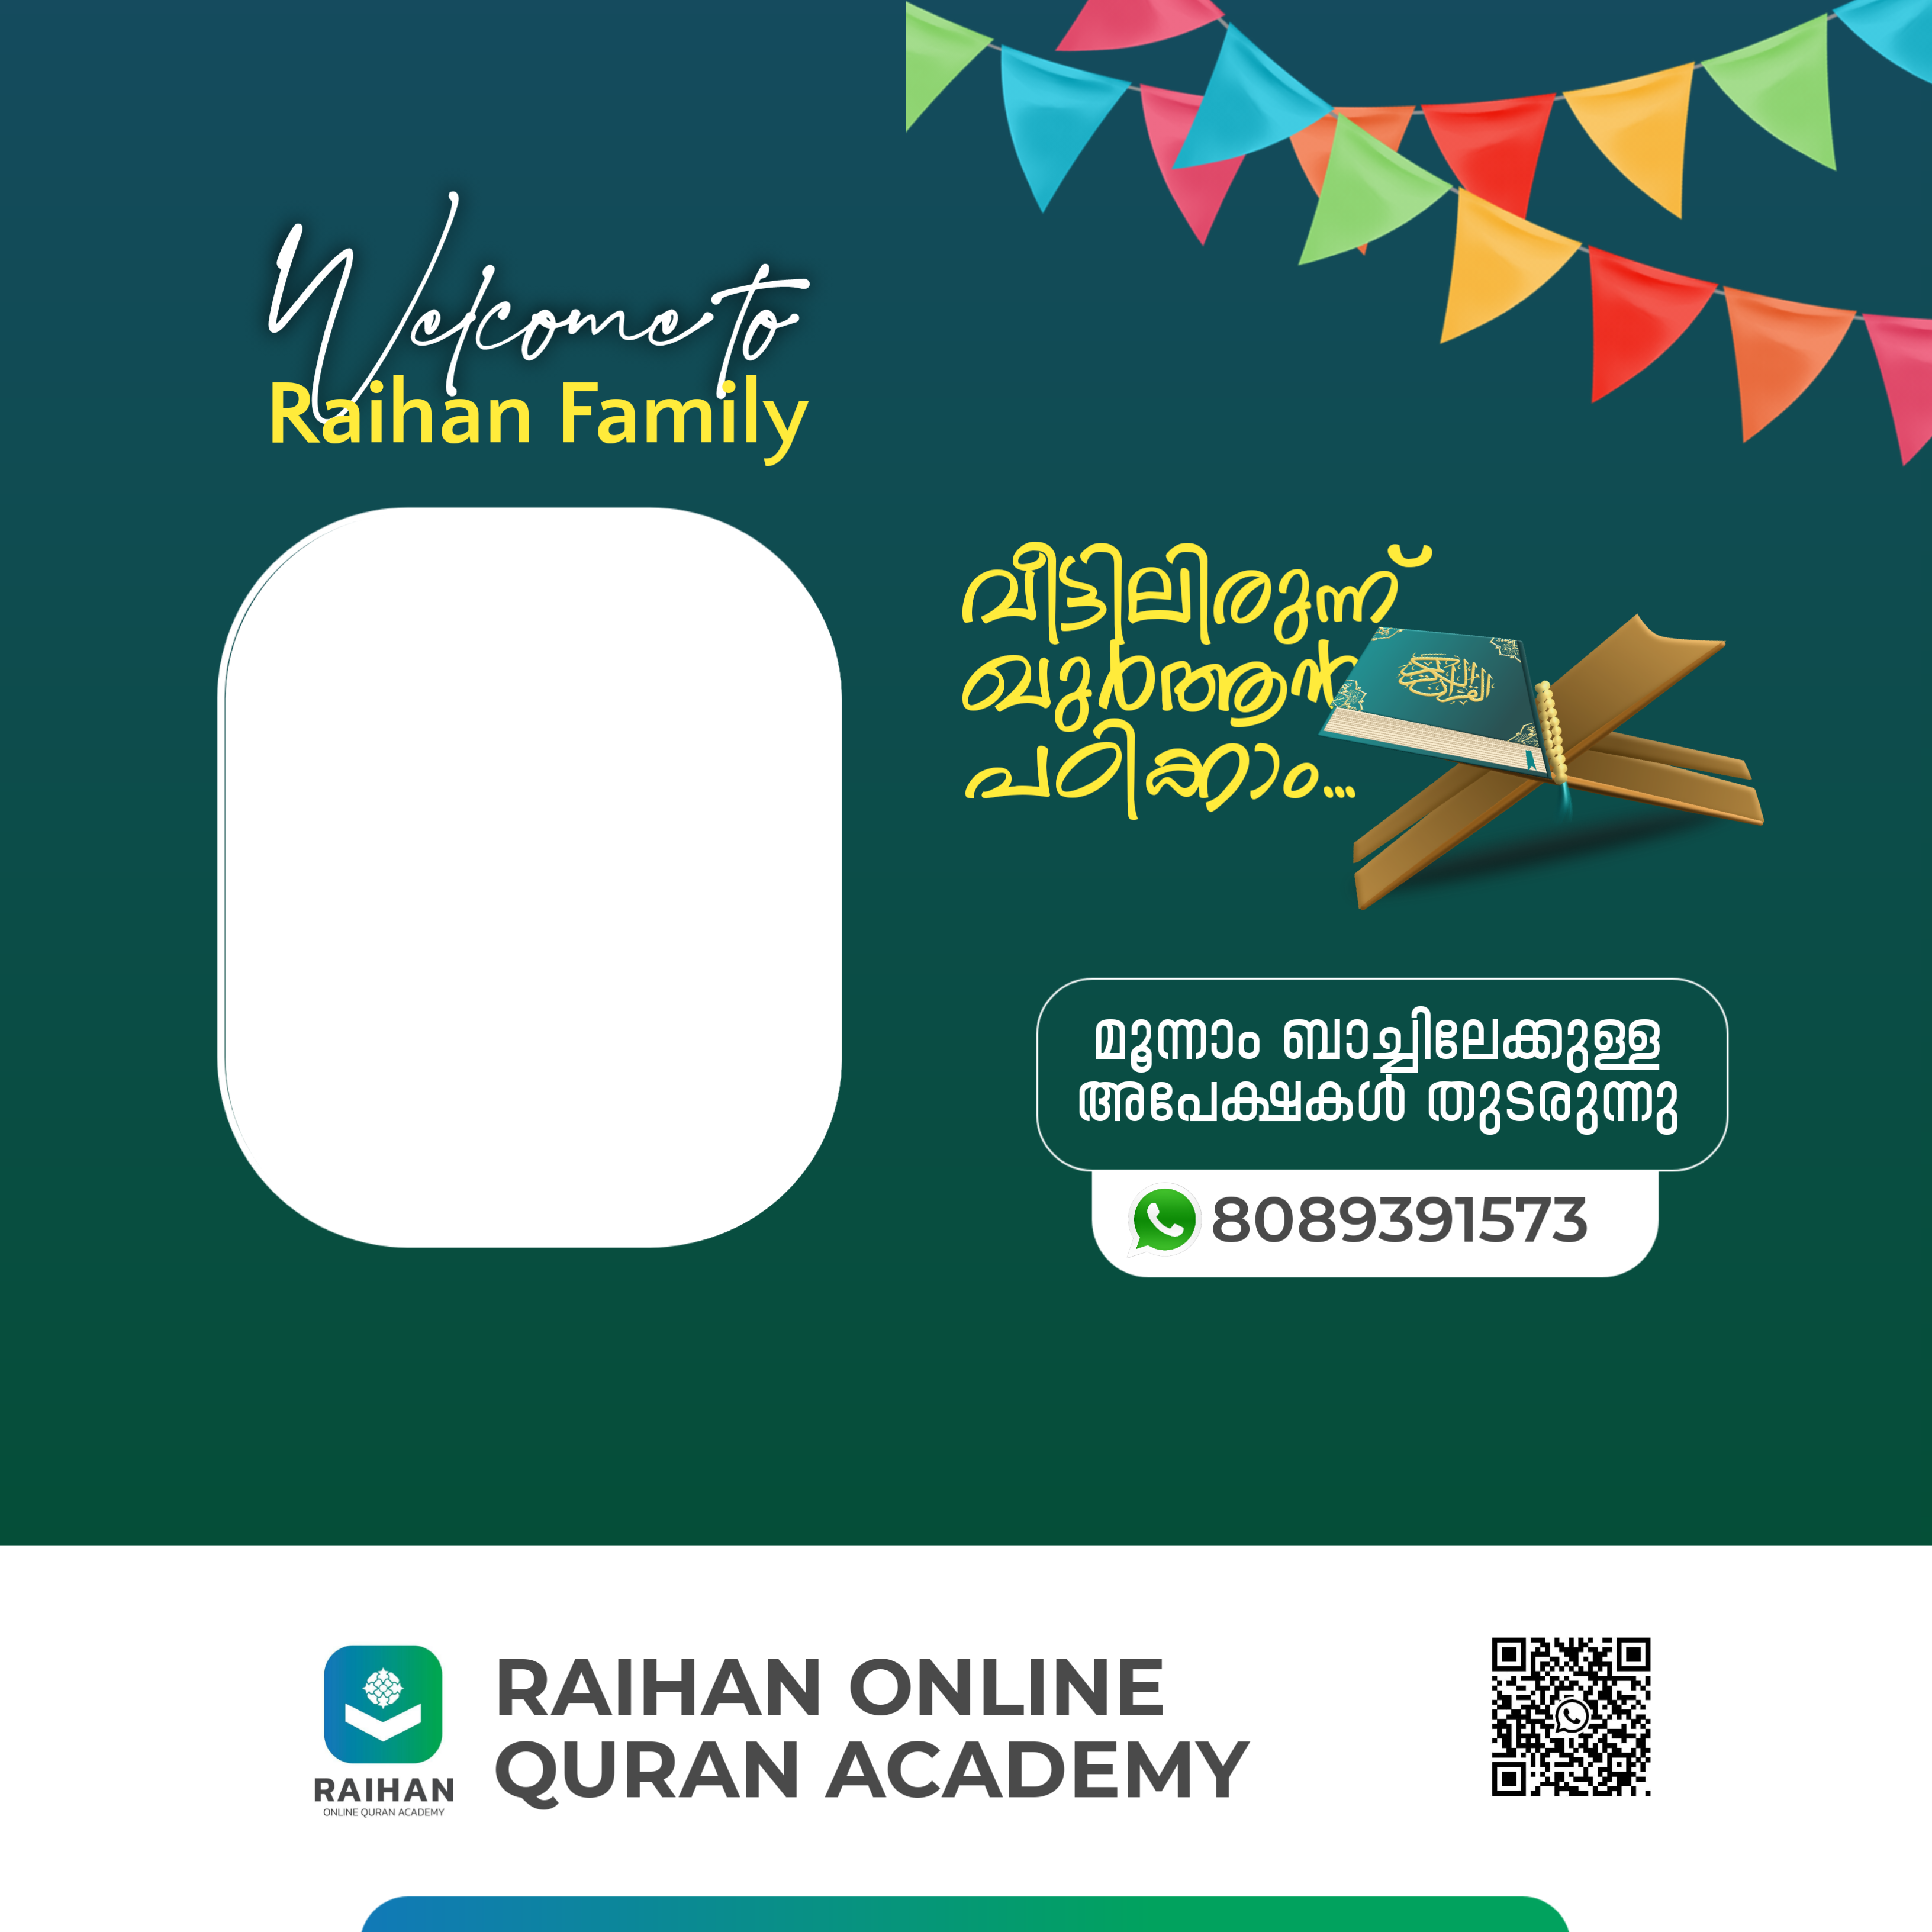 Welcome to
Raihan Family
വീട്ടിലിരുന്ന്
ഖുർആൻ
പഠിക്കാം...
മൂന്നാം ബാച്ചിലേക്കുള്ള
അപേക്ഷകൾ തുടരുന്നു
8089391573
RAIHAN
ONLINE QURAN ACADEMY
RAIHAN ONLINE
QURAN ACADEMY